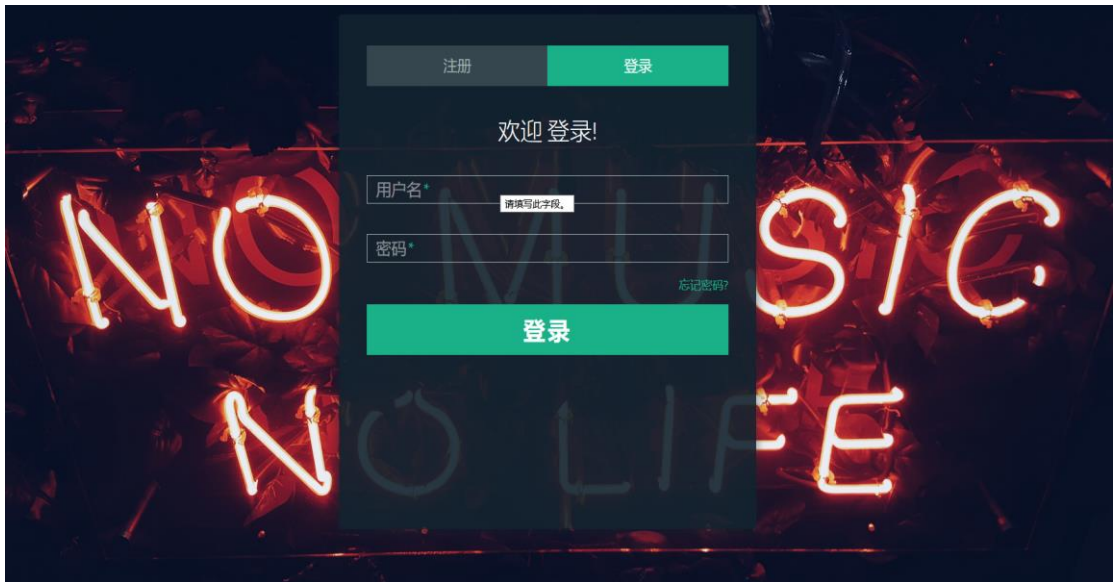 注册 登录
欢迎 登录!
用户名*
请填写此字段。
密码*
忘记密码?
登录
NO MUSIC
NO LIFE